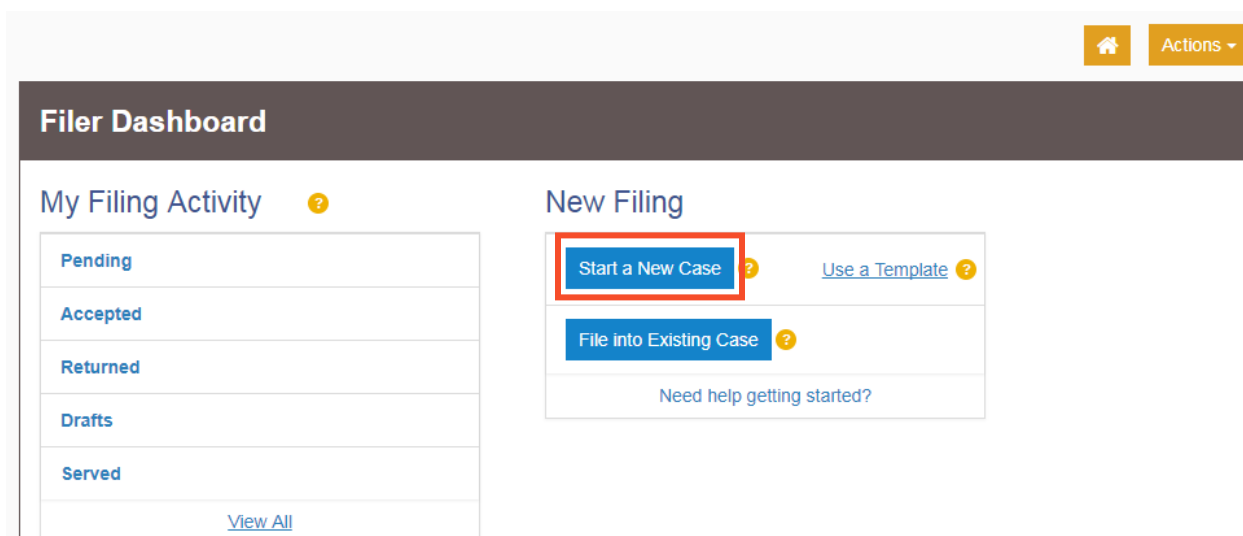 Actions
Filer Dashboard
My Filing Activity ?
Pending
Accepted
Returned
Drafts
Served
View All
New Filing
Start a New Case ? Use a Template ?
File into Existing Case ?
Need help getting started?